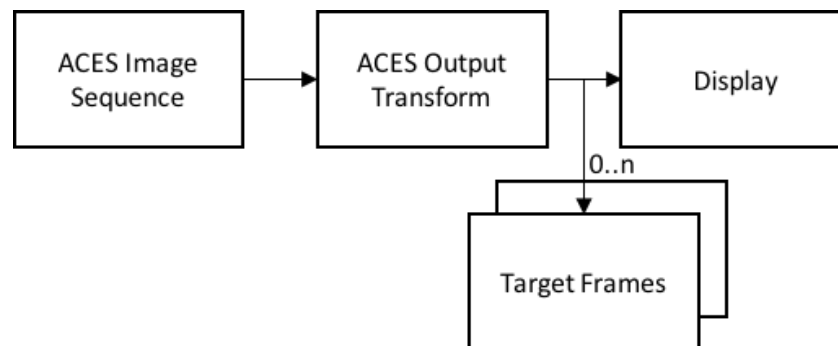 ACES Image
Sequence
ACES Output
Transform
Display
0..n
Target Frames